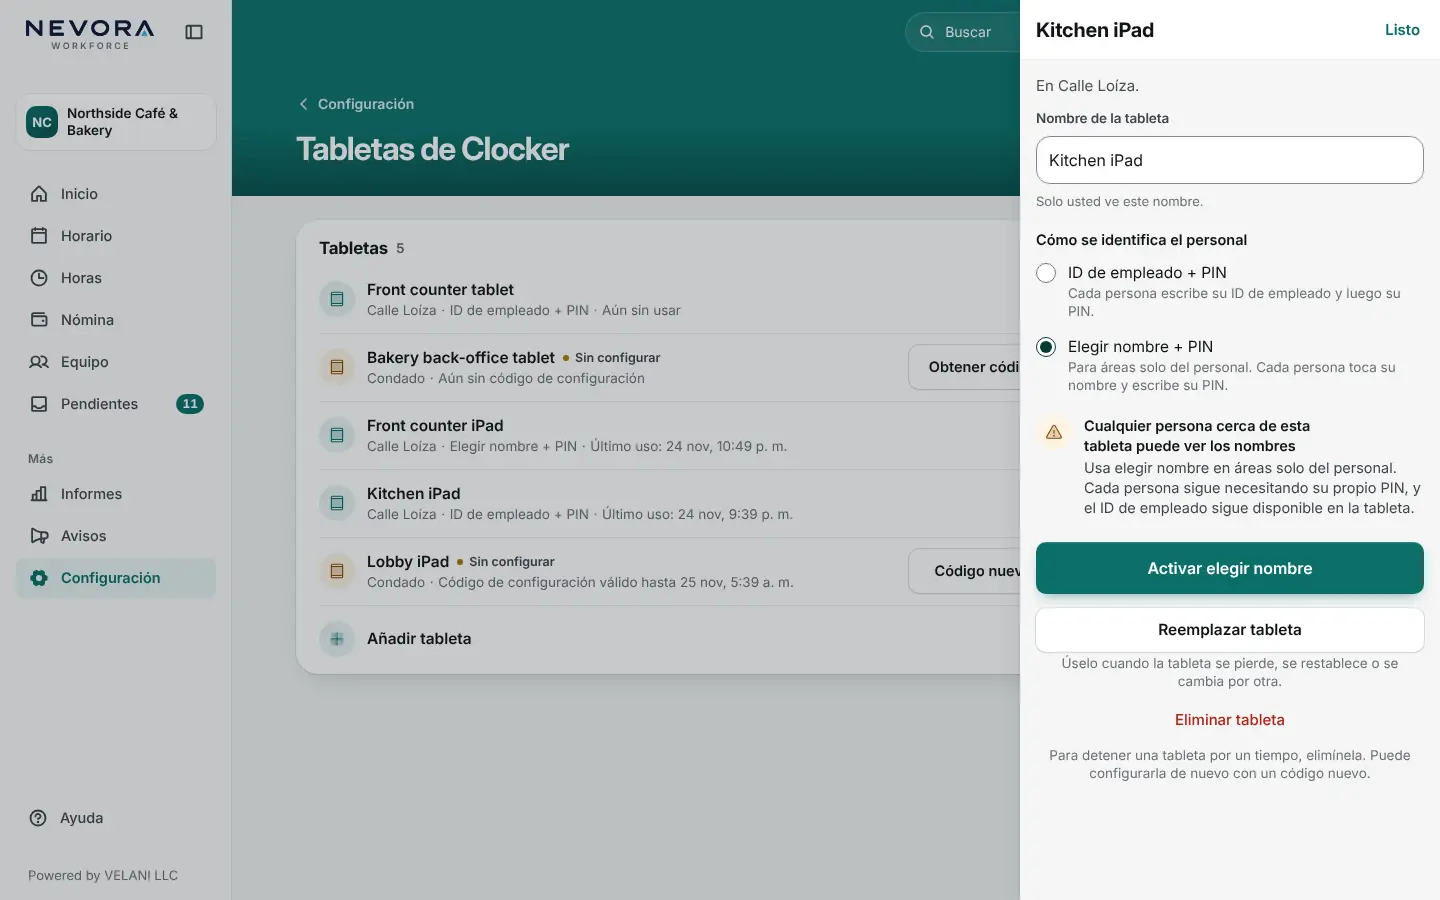 NEVORA
WORKFORCE
NC
Northside Café &
Bakery
Inicio
Horario
Horas
Nómina
Equipo
Pendientes
11
Más
Informes
Avisos
Configuración
Ayuda
Powered by VELANI LLC
Buscar
Configuración
Tabletas de Clocker
Tabletas 5
Front counter tablet
Calle Loíza · ID de empleado + PIN · Aún sin usar
Bakery back-office tablet
Sin configurar
Condado · Aún sin código de configuración
Obtener códi
Front counter iPad
Calle Loíza · Elegir nombre + PIN · Último uso: 24 nov, 10:49 p. m.
Kitchen iPad
Calle Loíza · ID de empleado + PIN · Último uso: 24 nov, 9:39 p. m.
Lobby iPad
Sin configurar
Condado · Código de configuración válido hasta 25 nov, 5:39 a. m.
Código nuev
Añadir tableta
Kitchen iPad
Listo
En Calle Loíza.
Nombre de la tableta
Kitchen iPad
Solo usted ve este nombre.
Cómo se identifica el personal
ID de empleado + PIN
Cada persona escribe su ID de empleado y luego su
PIN.
Elegir nombre + PIN
Para áreas solo del personal. Cada persona toca su
nombre y escribe su PIN.
Cualquier persona cerca de esta
tableta puede ver los nombres
Usa elegir nombre en áreas solo del personal.
Cada persona sigue necesitando su propio PIN, y
el ID de empleado sigue disponible en la tableta.
Activar elegir nombre
Reemplazar tableta
Úselo cuando la tableta se pierde, se restablece o se
cambia por otra.
Eliminar tableta
Para detener una tableta por un tiempo, elimínela. Puede
configurarla de nuevo con un código nuevo.